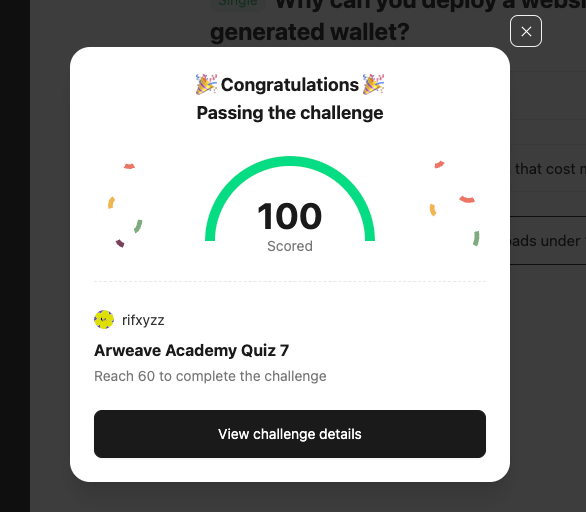 Single Why can you deploy a websi
generated wallet?
🎉 Congratulations 🎉
Passing the challenge
that cost m
100
Scored
oads under
rifxyzz
Arweave Academy Quiz 7
Reach 60 to complete the challenge
View challenge details